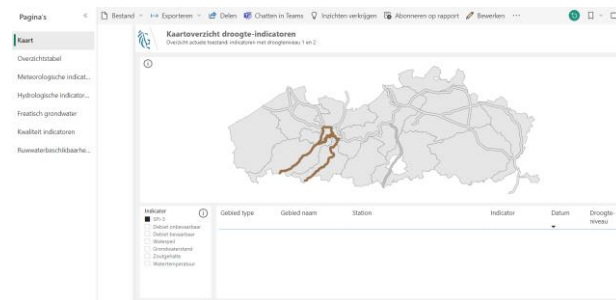 Pagina's
Bestand
Exporteren
Delen
Chatten in Teams
Inzichten verkrijgen
Abonneren op rapport
Bewerken
Kaart
Overzichtstabel
Meteorologische indicat...
Hydrologische indicator...
Freatisch grondwater
Kwaliteit indicatoren
Ruwwaterbeschikbaarhe...
Kaartoverzicht droogte-indicatoren
Overzicht actuele toestand: indicatoren met droogteniveau 1 en 2
Indicator
SPI-3
Debiet onbevaarbaar
Debiet bevaarbaar
Waterpeil
Grondwaterstand
Zoutgehalte
Watertemperatuur
Gebied type
Gebied naam
Station
Indicator
Datum
Droogte-
niveau